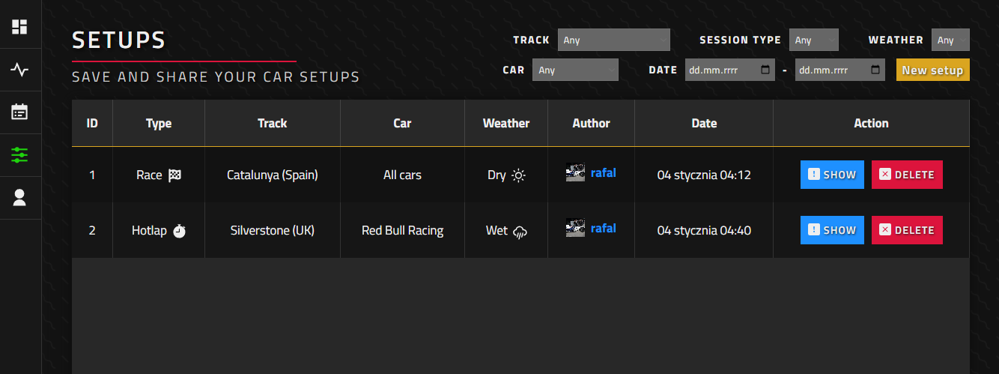 SETUPS
SAVE AND SHARE YOUR CAR SETUPS
TRACK Any SESSION TYPE Any WEATHER Any
CAR Any DATE dd.mm.rrrr - dd.mm.rrrr New setup
ID Type Track Car Weather Author Date Action
1 Race Catalunya (Spain) All cars Dry rafal 04 stycznia 04:12 SHOW DELETE
2 Hotlap Silverstone (UK) Red Bull Racing Wet rafal 04 stycznia 04:40 SHOW DELETE